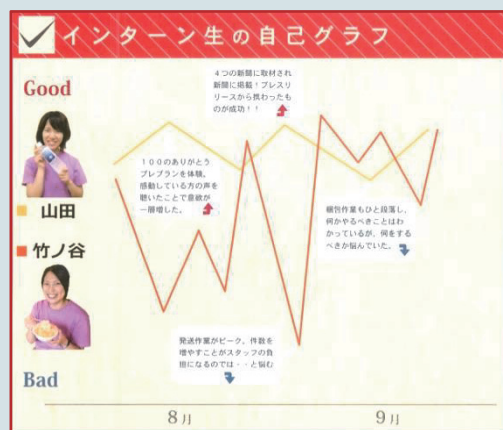 インターン生の自己グラフ
Good
４つの新聞に取材され
新聞に掲載！プレスリ
リースから携わったも
のが成功！！
１００のありがとう
プレプランを体験。
感動している方の声を
聴いたことで意欲が
一層増した。
山田
梱包作業もひと段落し、
何かやるべきことはわ
かっているが、何をする
べきか悩んでいた。
竹ノ谷
発送作業がピーク。件数を
増やすことがスタッフの負
担になるのでは・・と悩む
Bad
8月
9月